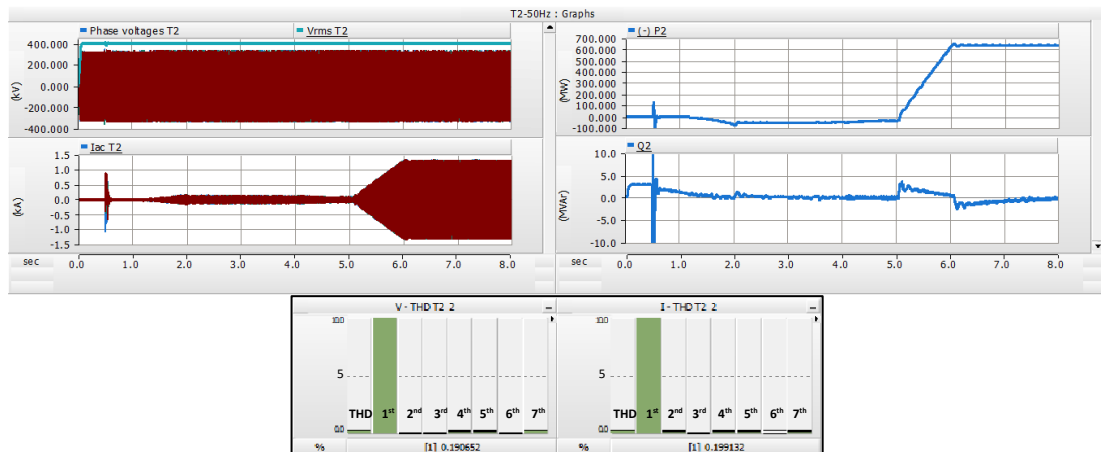 T2-50Hz : Graphs
Phase voltages T2 Vrms T2
400.000
200.000
0.000
-200.000
-400.000
(kV)
Iac T2
1.5
1.0
0.5
0.0
-0.5
-1.0
-1.5
(kA)
sec 0.0 1.0 2.0 3.0 4.0 5.0 6.0 7.0 8.0
(-) P2
700.000
600.000
500.000
400.000
300.000
200.000
100.000
0.000
-100.000
(MW)
Q2
10.0
5.0
0.0
-5.0
-10.0
(MVAr)
sec 0.0 1.0 2.0 3.0 4.0 5.0 6.0 7.0 8.0
V - THD T2_2
10.0
5
0.0
THD 1st 2nd 3rd 4th 5th 6th 7th
% [1] 0.190652
I - THD T2_2
10.0
5
0.0
THD 1st 2nd 3rd 4th 5th 6th 7th
% [1] 0.199132